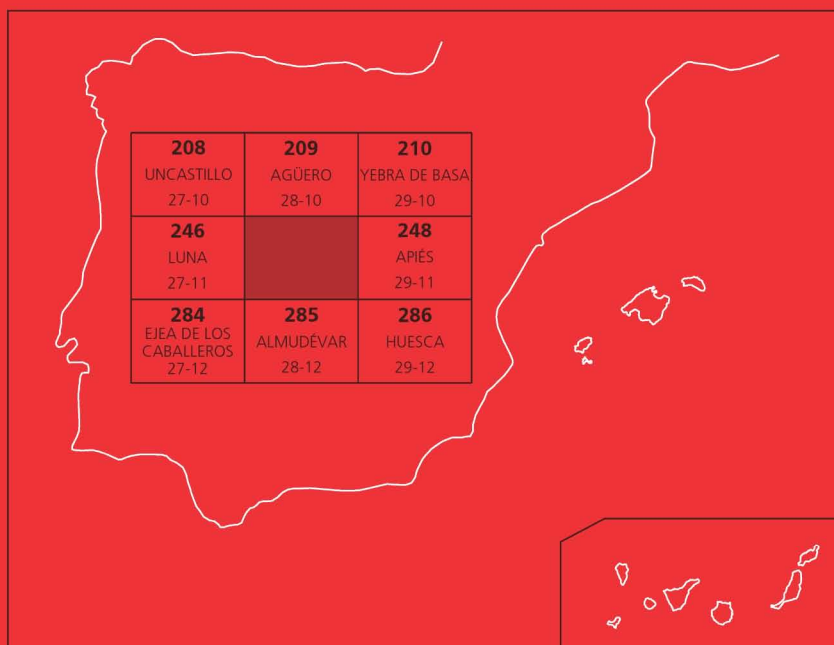 208
UNCASTILLO
27-10
209
AGÜERO
28-10
210
YEBRA DE BASA
29-10
246
LUNA
27-11
248
APIÉS
29-11
284
EJEA DE LOS
CABALLEROS
27-12
285
ALMUDÉVAR
28-12
286
HUESCA
29-12